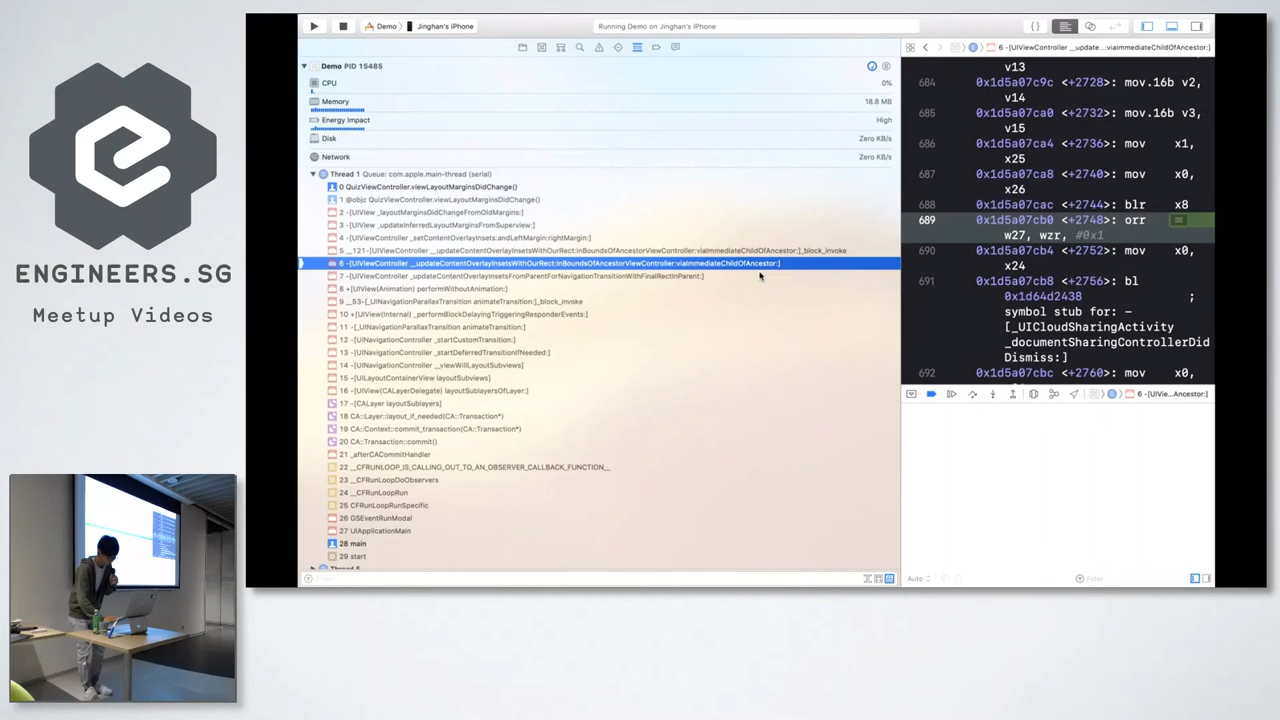 ENGINEERS.SG
Meetup Videos
Demo
Jinghan's iPhone
Running Demo on Jinghan's iPhone
Demo PID 15485
CPU
0%
Memory
18.8 MB
Energy Impact
High
Disk
Zero KB/s
Network
Zero KB/s
Thread 1 Queue: com.apple.main-thread (serial)
0 QuizViewController.viewLayoutMarginsDidChange()
1 @objc QuizViewController.viewLayoutMarginsDidChange()
2 -[UIView _layoutMarginsDidChangeFromOldMargins:]
3 -[UIView _updateInferredLayoutMarginsFromSuperview:]
4 -[UIViewController _setContentOverlayInsets:andLeftMargin:rightMargin:]
5 __121-[UIViewController __updateContentOverlayInsetsWithOurRect:inBoundsOfAncestorViewController:viaImmediateChildOfAncestor:]_block_invoke
6 -[UIViewController __updateContentOverlayInsetsWithOurRect:inBoundsOfAncestorViewController:viaImmediateChildOfAncestor:]
7 -[UIViewController _updateContentOverlayInsetsFromParentForNavigationTransitionWithFinalRectInParent:]
8 +[UIView(Animation) performWithoutAnimation:]
9 __53-[_UINavigationParallaxTransition animateTransition:]_block_invoke
10 +[UIView(Internal) _performBlockDelayingTriggeringResponderEvents:]
11 -[_UINavigationParallaxTransition animateTransition:]
12 -[UINavigationController _startCustomTransition:]
13 -[UINavigationController _startDeferredTransitionIfNeeded:]
14 -[UINavigationController __viewWillLayoutSubviews]
15 -[UILayoutContainerView layoutSubviews]
16 -[UIView(CALayerDelegate) layoutSublayersOfLayer:]
17 -[CALayer layoutSublayers]
18 CA::Layer::layout_if_needed(CA::Transaction*)
19 CA::Context::commit_transaction(CA::Transaction*)
20 CA::Transaction::commit()
21 _afterCACommitHandler
22 __CFRUNLOOP_IS_CALLING_OUT_TO_AN_OBSERVER_CALLBACK_FUNCTION__
23 __CFRunLoopDoObservers
24 __CFRunLoopRun
25 CFRunLoopRunSpecific
26 GSEventRunModal
27 UIApplicationMain
28 main
29 start
6 -[UIViewController __update...:viaImmediateChildOfAncestor:]
v13
684 0x1d5a07c9c <+2728>: mov.16b v2,
v14
685 0x1d5a07ca0 <+2732>: mov.16b v3,
v15
686 0x1d5a07ca4 <+2736>: mov x1,
x25
687 0x1d5a07ca8 <+2740>: mov x0,
x26
688 0x1d5a07cac <+2744>: blr x8
689 0x1d5a07cb0 <+2748>: orr
w27, wzr, #0x1
690 0x1d5a07cb4 <+2752>: mov x0,
x24
691 0x1d5a07cb8 <+2756>: bl
0x1d64d2438 ;
symbol stub for: -
[_UICloudSharingActivity
_documentSharingControllerDid
Dismiss:]
692 0x1d5a07cbc <+2760>: mov x0,
6 -[UIVie...Ancestor:]
Auto
Filter